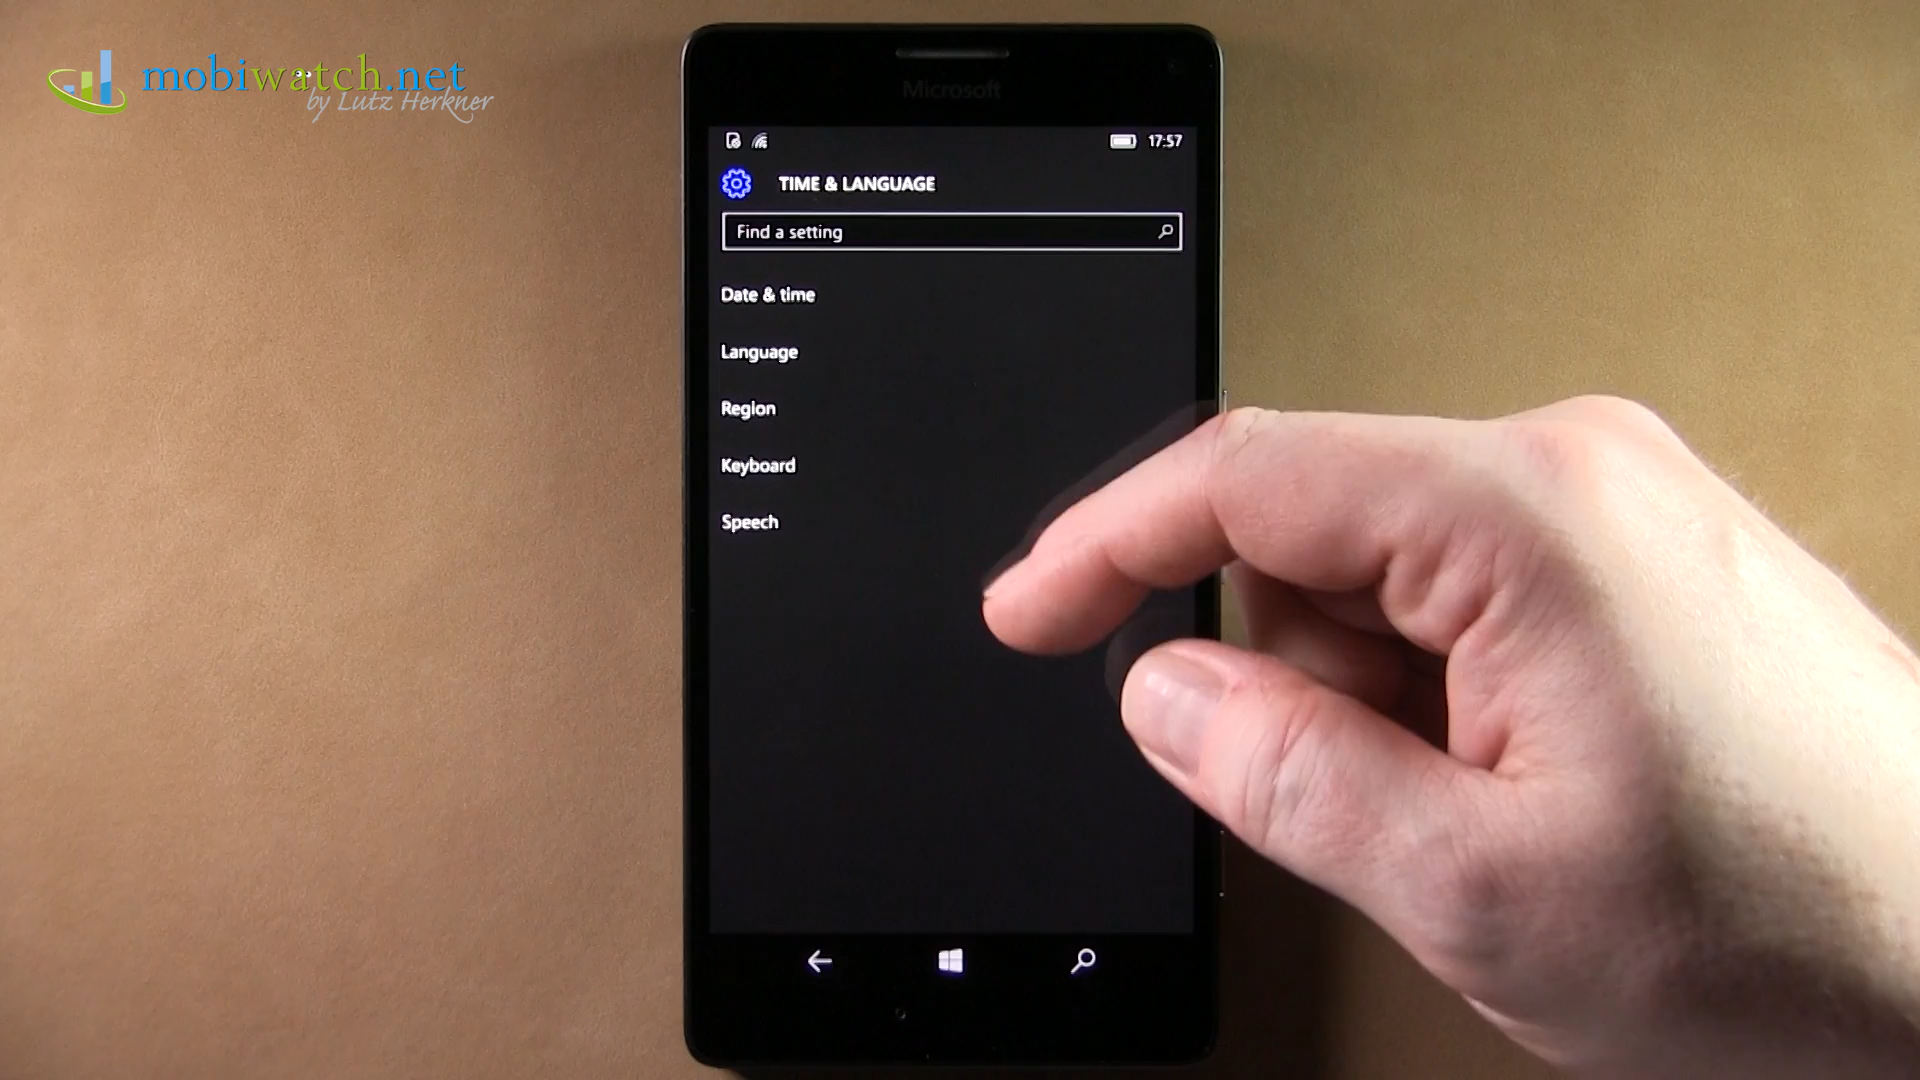 mobiwatch.net
by Lutz Herkner
Microsoft
17:57
TIME & LANGUAGE
Find a setting
Date & time
Language
Region
Keyboard
Speech